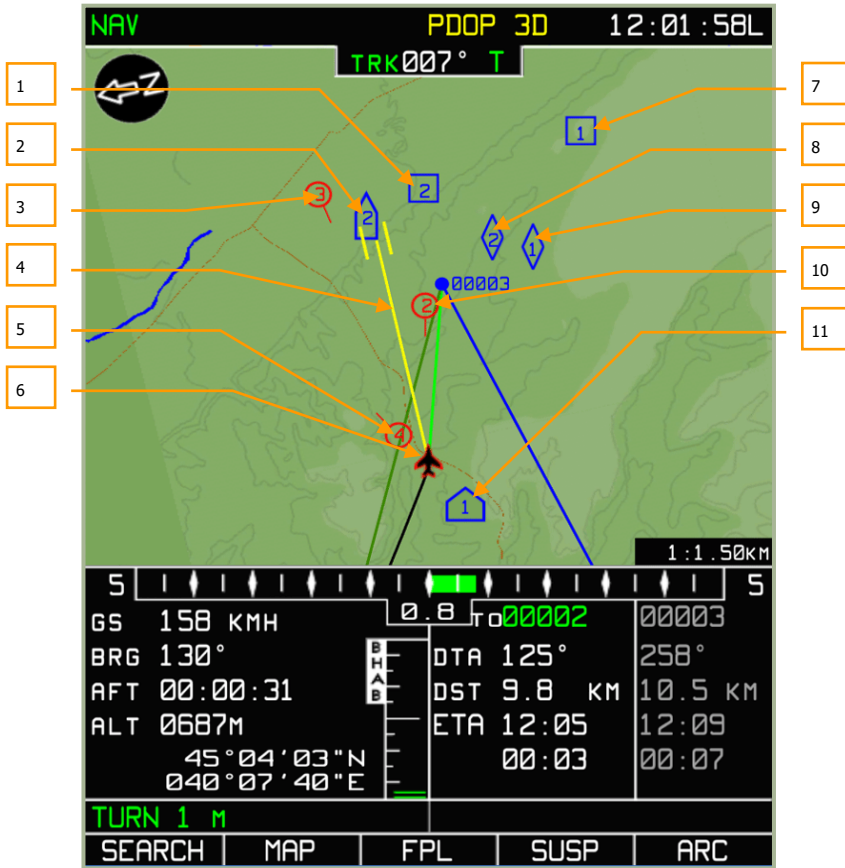 NAV PDOP 3D 12:01:58L
TRK007° T
N
1
2
3
4
5
6
7
8
9
10
11
1
2
3
2
2
1
00003
2
4
1
1:1.50KM
5 5
0.8
GS 158 KMH
BRG 130°
AFT 00:00:31
ALT 0687M
45°04'03"N
040°07'40"E
BHAB
TO00002 00003
DTA 125° 258°
DST 9.8 KM 10.5 KM
ETA 12:05 12:09
00:03 00:07
TURN 1 M
SEARCH MAP FPL SUSP ARC